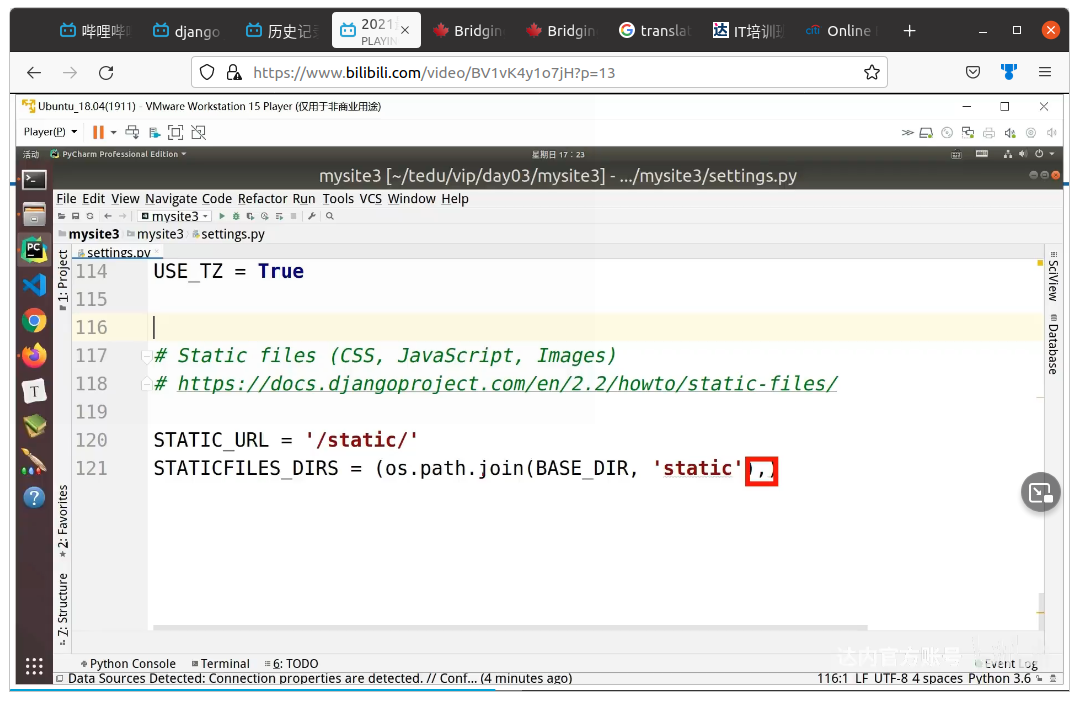 哔哩哔
django
历史记
2021
PLAYIN
Bridgin
Bridgin
translat
达 IT培训
citi Online
https://www.bilibili.com/video/BV1vK4y1o7jH?p=13
Ubuntu_18.04(1911) - VMware Workstation 15 Player (仅用于非商业用途)
Player(P)
活动 PyCharm Professional Edition 星期日 17：23
mysite3 [~/tedu/vip/day03/mysite3] - .../mysite3/settings.py
File Edit View Navigate Code Refactor Run Tools VCS Window Help
mysite3
mysite3 mysite3 settings.py
settings.py
1: Project
2: Favorites
Z: Structure
SciView
Database
114 USE_TZ = True
115
116
117 # Static files (CSS, JavaScript, Images)
118 # https://docs.djangoproject.com/en/2.2/howto/static-files/
119
120 STATIC_URL = '/static/'
121 STATICFILES_DIRS = (os.path.join(BASE_DIR, 'static'),)
达内官方账号
Python Console Terminal 6: TODO Event Log
Data Sources Detected: Connection properties are detected. // Conf... (4 minutes ago) 116:1 LF UTF-8 4 spaces Python 3.6